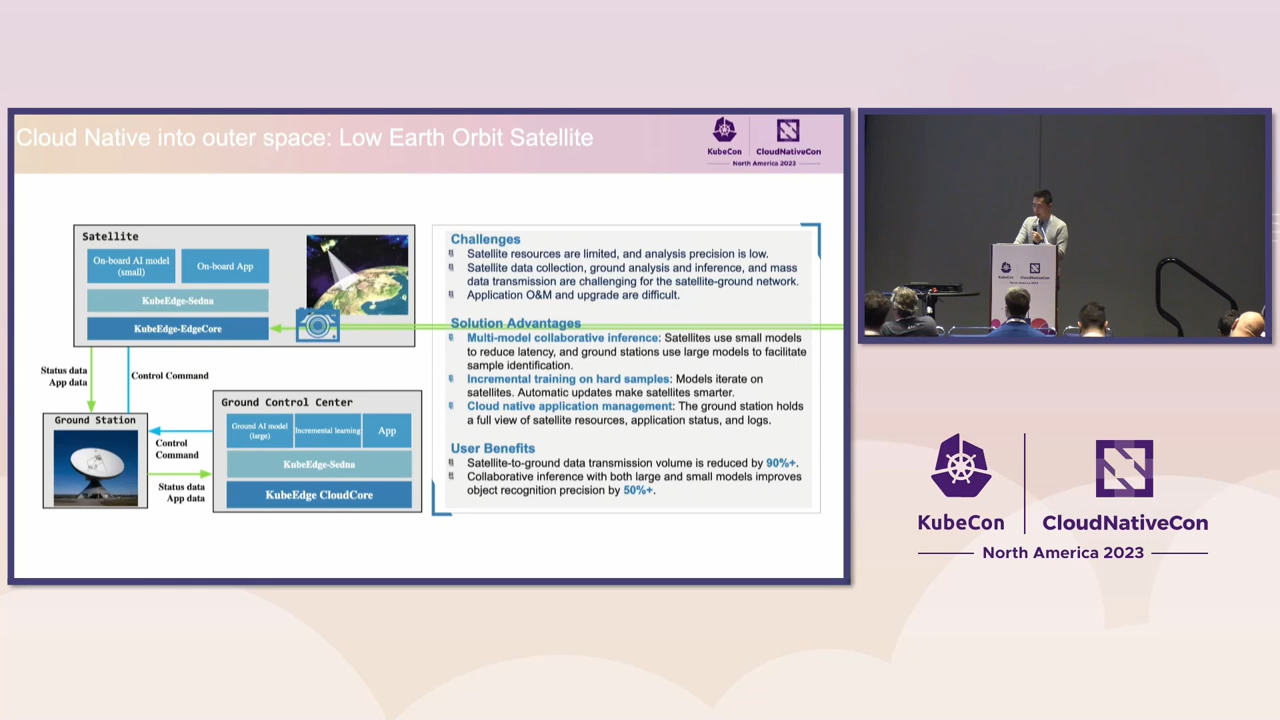 Cloud Native into outer space: Low Earth Orbit Satellite
KubeCon
CloudNativeCon
North America 2023
Satellite
On-board AI model
(small)
On-board App
KubeEdge-Sedna
KubeEdge-EdgeCore
Status data
App data
Control Command
Ground Station
Control
Command
Status data
App data
Ground Control Center
Ground AI model
(large)
Incremental learning
App
KubeEdge-Sedna
KubeEdge CloudCore
Challenges
Satellite resources are limited, and analysis precision is low.
Satellite data collection, ground analysis and inference, and mass
data transmission are challenging for the satellite-ground network.
Application O&M and upgrade are difficult.
Solution Advantages
Multi-model collaborative inference: Satellites use small models
to reduce latency, and ground stations use large models to facilitate
sample identification.
Incremental training on hard samples: Models iterate on
satellites. Automatic updates make satellites smarter.
Cloud native application management: The ground station holds
a full view of satellite resources, application status, and logs.
User Benefits
Satellite-to-ground data transmission volume is reduced by 90%+.
Collaborative inference with both large and small models improves
object recognition precision by 50%+.
KubeCon
CloudNativeCon
North America 2023